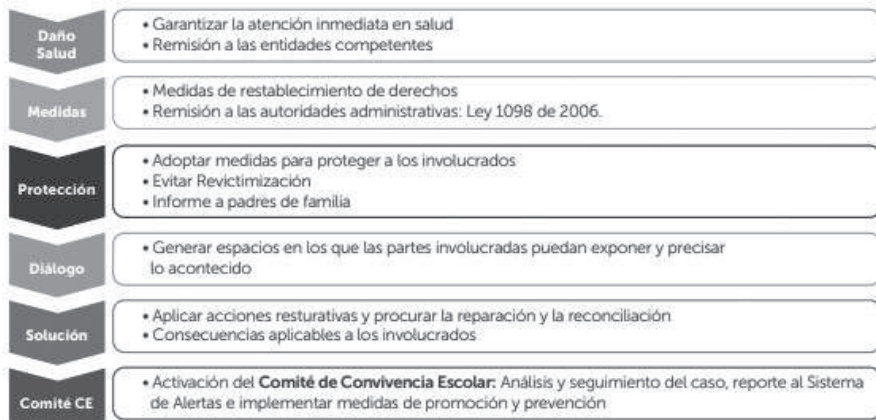 Daño
Salud
• Garantizar la atención inmediata en salud
• Remisión a las entidades competentes
Medidas
• Medidas de restablecimiento de derechos
• Remisión a las autoridades administrativas: Ley 1098 de 2006.
Protección
• Adoptar medidas para proteger a los involucrados
• Evitar Revictimización
• Informe a padres de familia
Diálogo
• Generar espacios en los que las partes involucradas puedan exponer y precisar
lo acontecido
Solución
• Aplicar acciones resturativas y procurar la reparación y la reconciliación
• Consecuencias aplicables a los involucrados
Comité CE
• Activación del Comité de Convivencia Escolar: Análisis y seguimiento del caso, reporte al Sistema
de Alertas e implementar medidas de promoción y prevención